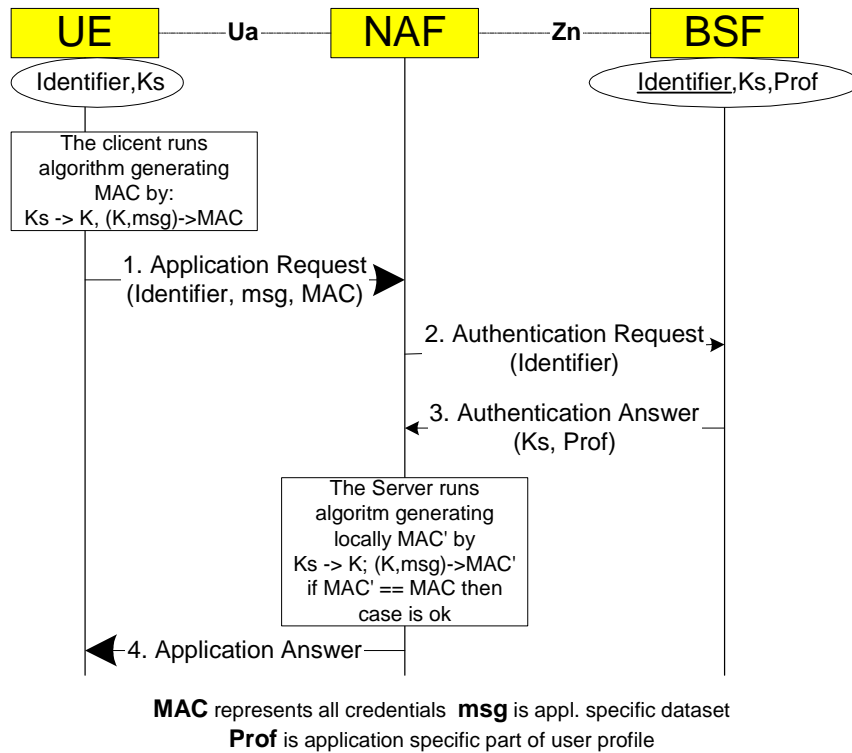 UE Ua NAF Zn BSF
Identifier,Ks
Identifier,Ks,Prof
The clicent runs
algorithm generating
MAC by:
Ks -> K, (K,msg)->MAC
1. Application Request
(Identifier, msg, MAC)
2. Authentication Request
(Identifier)
3. Authentication Answer
(Ks, Prof)
The Server runs
algoritm generating
locally MAC' by
Ks -> K; (K,msg)->MAC'
if MAC' == MAC then
case is ok
4. Application Answer
MAC represents all credentials msg is appl. specific dataset
Prof is application specific part of user profile